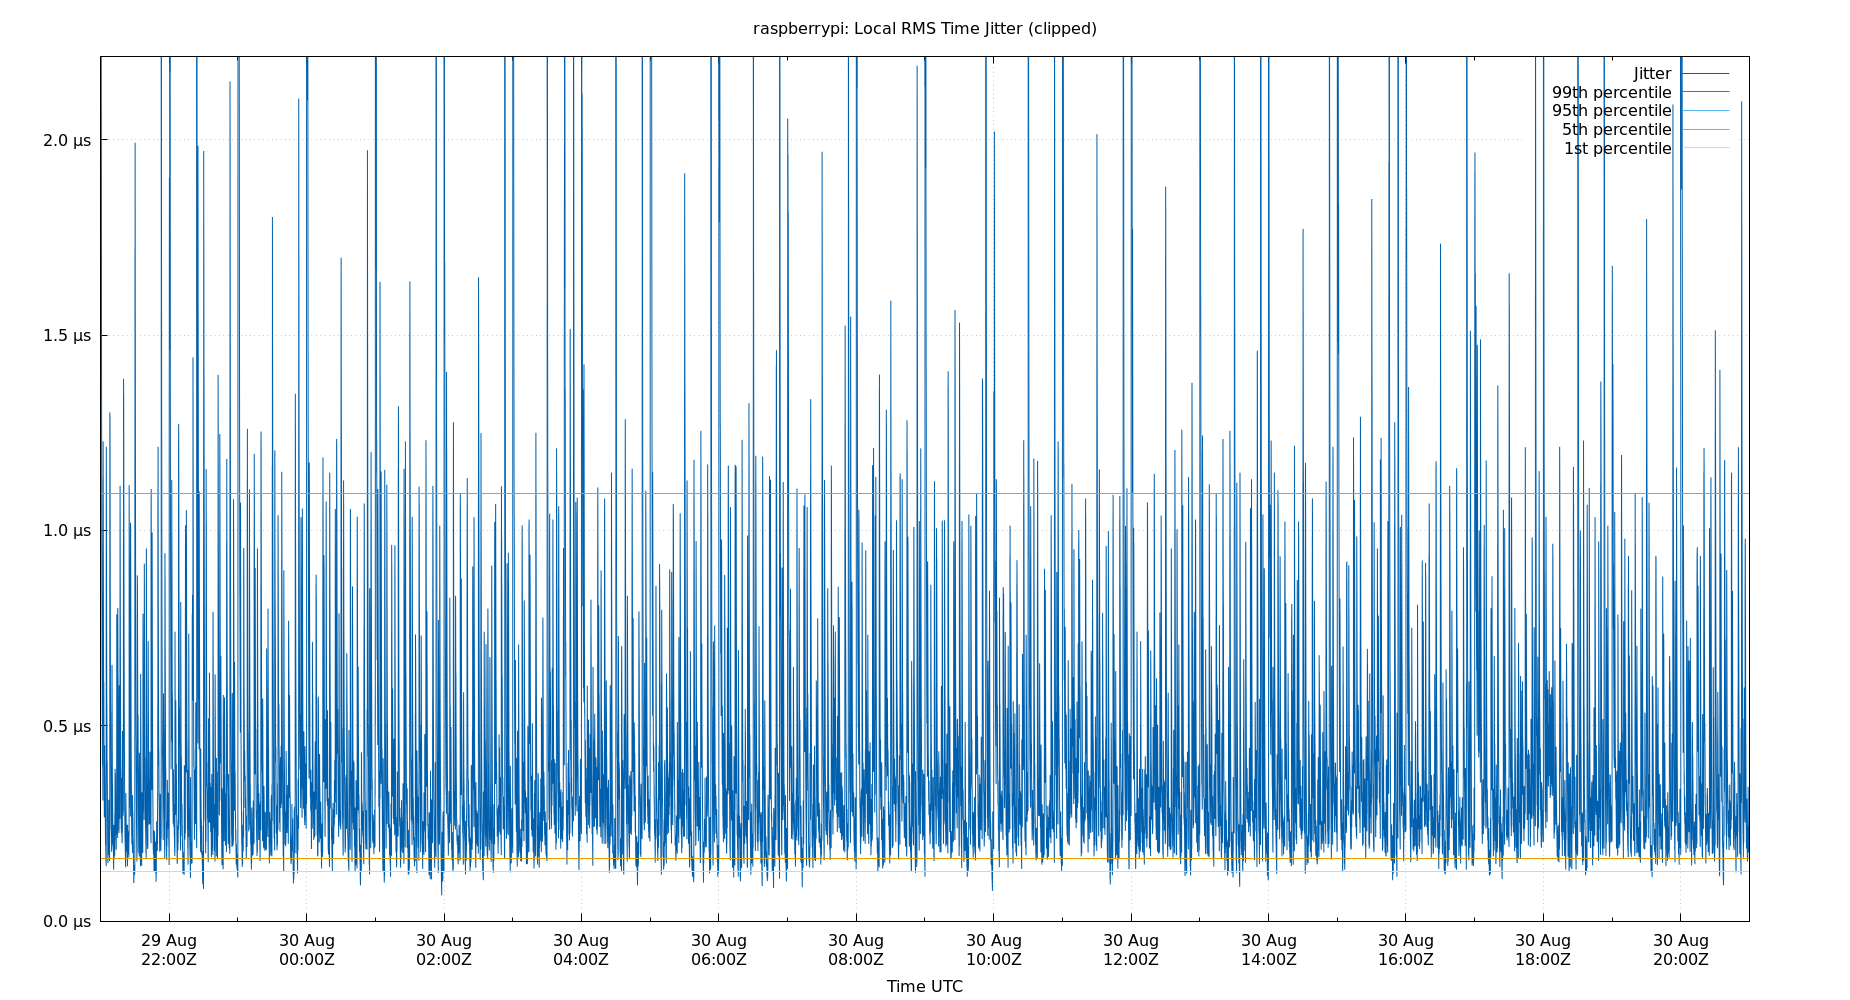 raspberrypi: Local RMS Time Jitter (clipped)
Jitter
99th percentile
95th percentile
5th percentile
1st percentile
2.0 µs
1.5 µs
1.0 µs
0.5 µs
0.0 µs
29 Aug 30 Aug 30 Aug 30 Aug 30 Aug 30 Aug 30 Aug 30 Aug 30 Aug 30 Aug 30 Aug 30 Aug
22:00Z 00:00Z 02:00Z 04:00Z 06:00Z 08:00Z 10:00Z 12:00Z 14:00Z 16:00Z 18:00Z 20:00Z
Time UTC